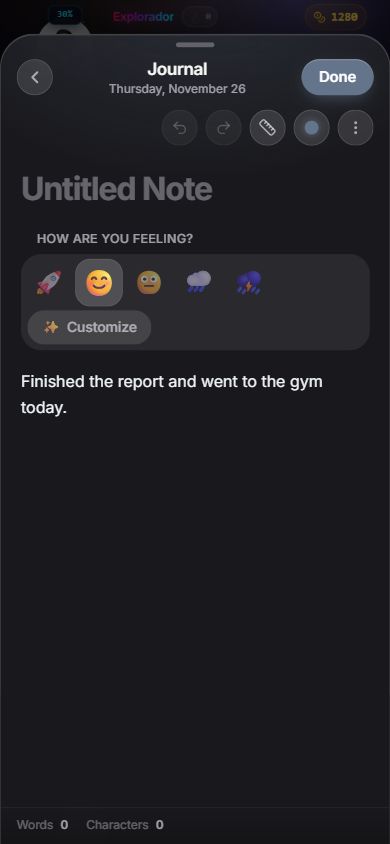 30%
Explorador
1280
Journal
Thursday, November 26
Done
Untitled Note
HOW ARE YOU FEELING?
Customize
Finished the report and went to the gym
today.
Words 0 Characters 0